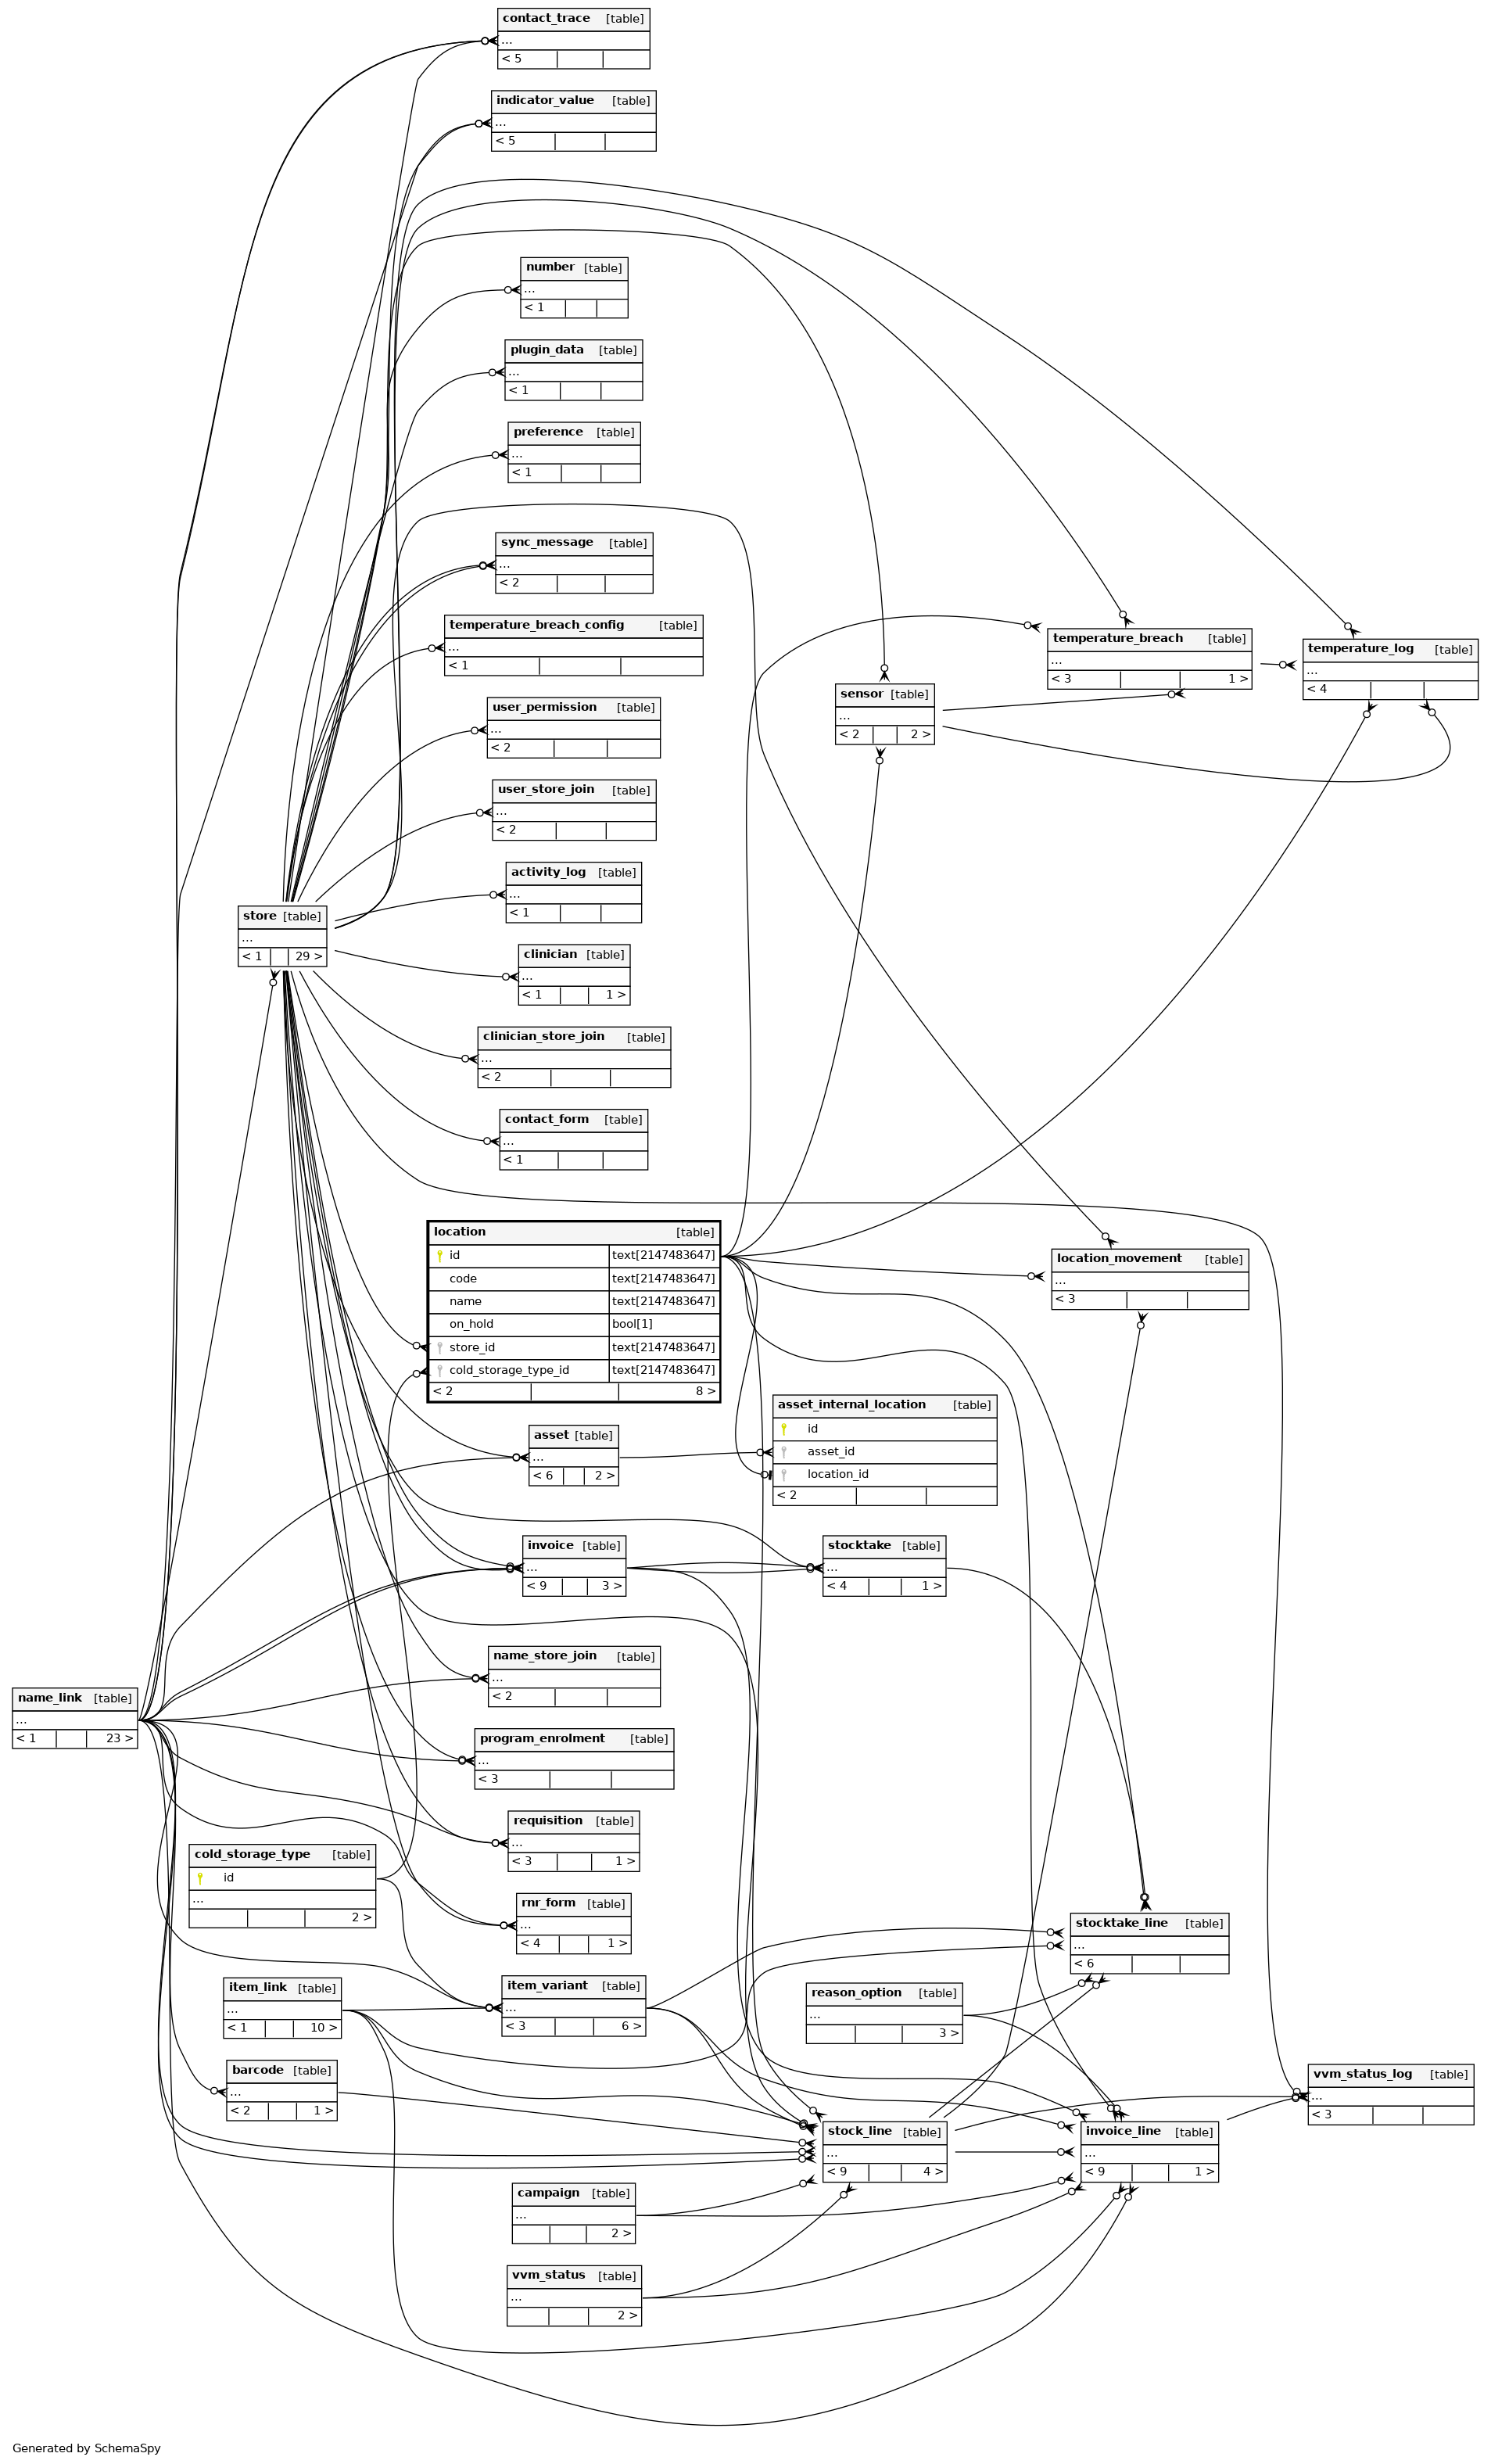 contact_trace [table]
...
< 5
indicator_value [table]
...
< 5
number [table]
...
< 1
plugin_data [table]
...
< 1
preference [table]
...
< 1
sync_message [table]
...
< 2
temperature_breach_config [table]
...
< 1
temperature_breach [table]
...
< 3 1 >
temperature_log [table]
...
< 4
sensor [table]
...
< 2 2 >
user_permission [table]
...
< 2
user_store_join [table]
...
< 2
activity_log [table]
...
< 1
store [table]
...
< 1 29 >
clinician [table]
...
< 1 1 >
clinician_store_join [table]
...
< 2
contact_form [table]
...
< 1
location [table]
id text[2147483647]
code text[2147483647]
name text[2147483647]
on_hold bool[1]
store_id text[2147483647]
cold_storage_type_id text[2147483647]
< 2 8 >
location_movement [table]
...
< 3
asset_internal_location [table]
id
asset_id
location_id
< 2
asset [table]
...
< 6 2 >
invoice [table]
...
< 9 3 >
stocktake [table]
...
< 4 1 >
name_store_join [table]
...
< 2
name_link [table]
...
< 1 23 >
program_enrolment [table]
...
< 3
requisition [table]
...
< 3 1 >
cold_storage_type [table]
id
...
2 >
rnr_form [table]
...
< 4 1 >
stocktake_line [table]
...
< 6
item_link [table]
...
< 1 10 >
item_variant [table]
...
< 3 6 >
reason_option [table]
...
3 >
barcode [table]
...
< 2 1 >
vvm_status_log [table]
...
< 3
stock_line [table]
...
< 9 4 >
invoice_line [table]
...
< 9 1 >
campaign [table]
...
2 >
vvm_status [table]
...
2 >
Generated by SchemaSpy